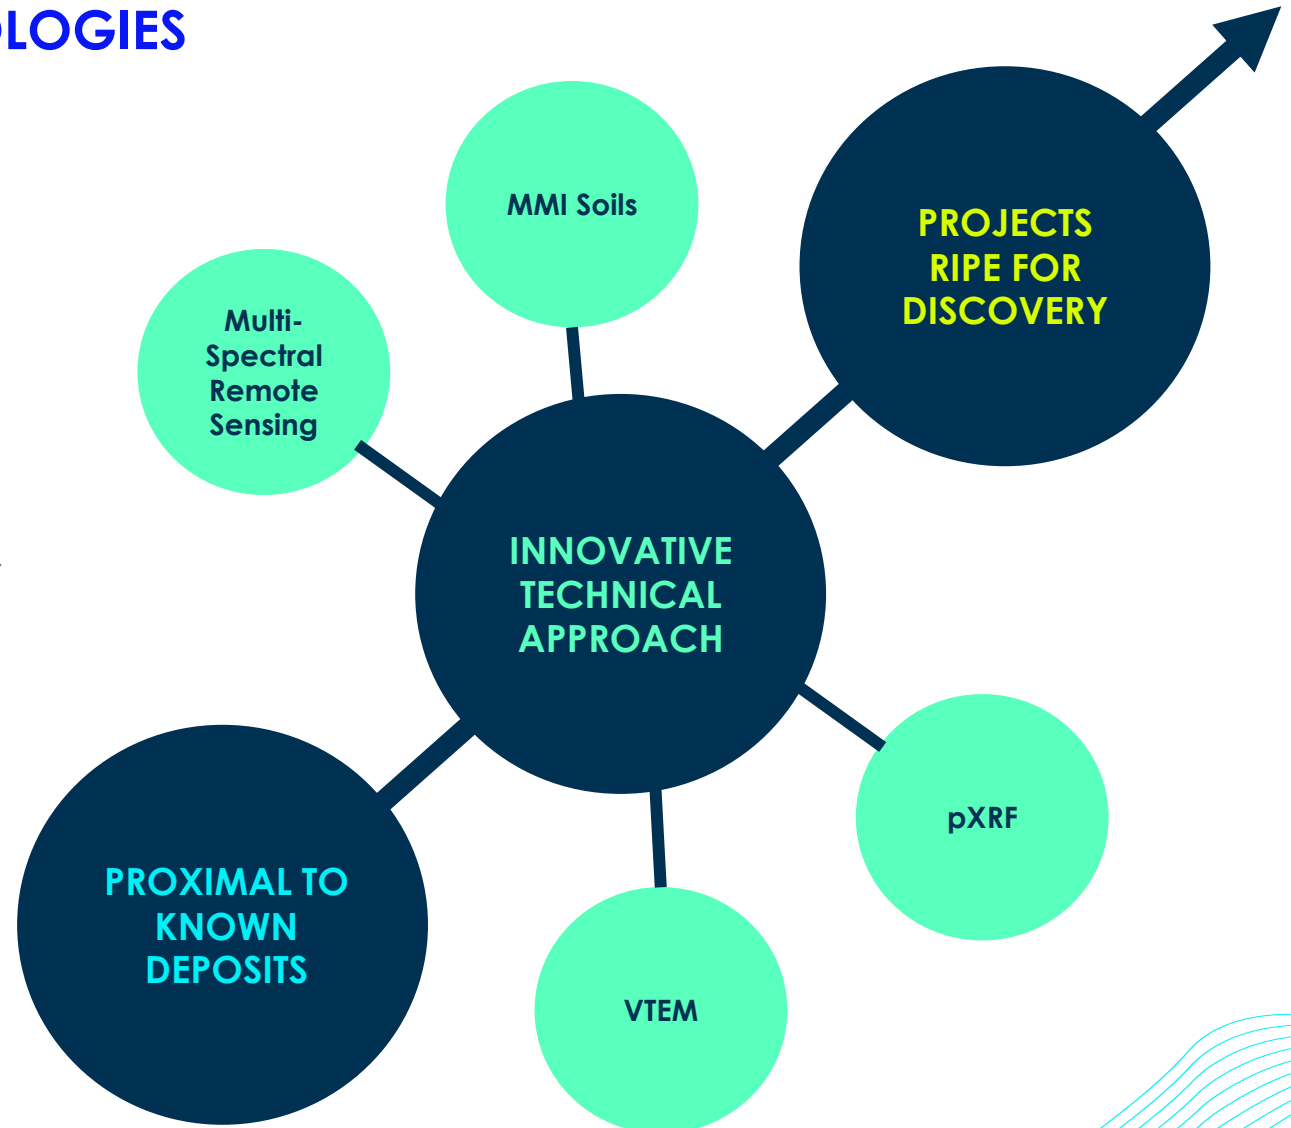 OLOGIES
MMI Soils
PROJECTS
RIPE FOR
DISCOVERY
Multi-
Spectral
Remote
Sensing
INNOVATIVE
TECHNICAL
APPROACH
pXRF
PROXIMAL TO
KNOWN
DEPOSITS
VTEM